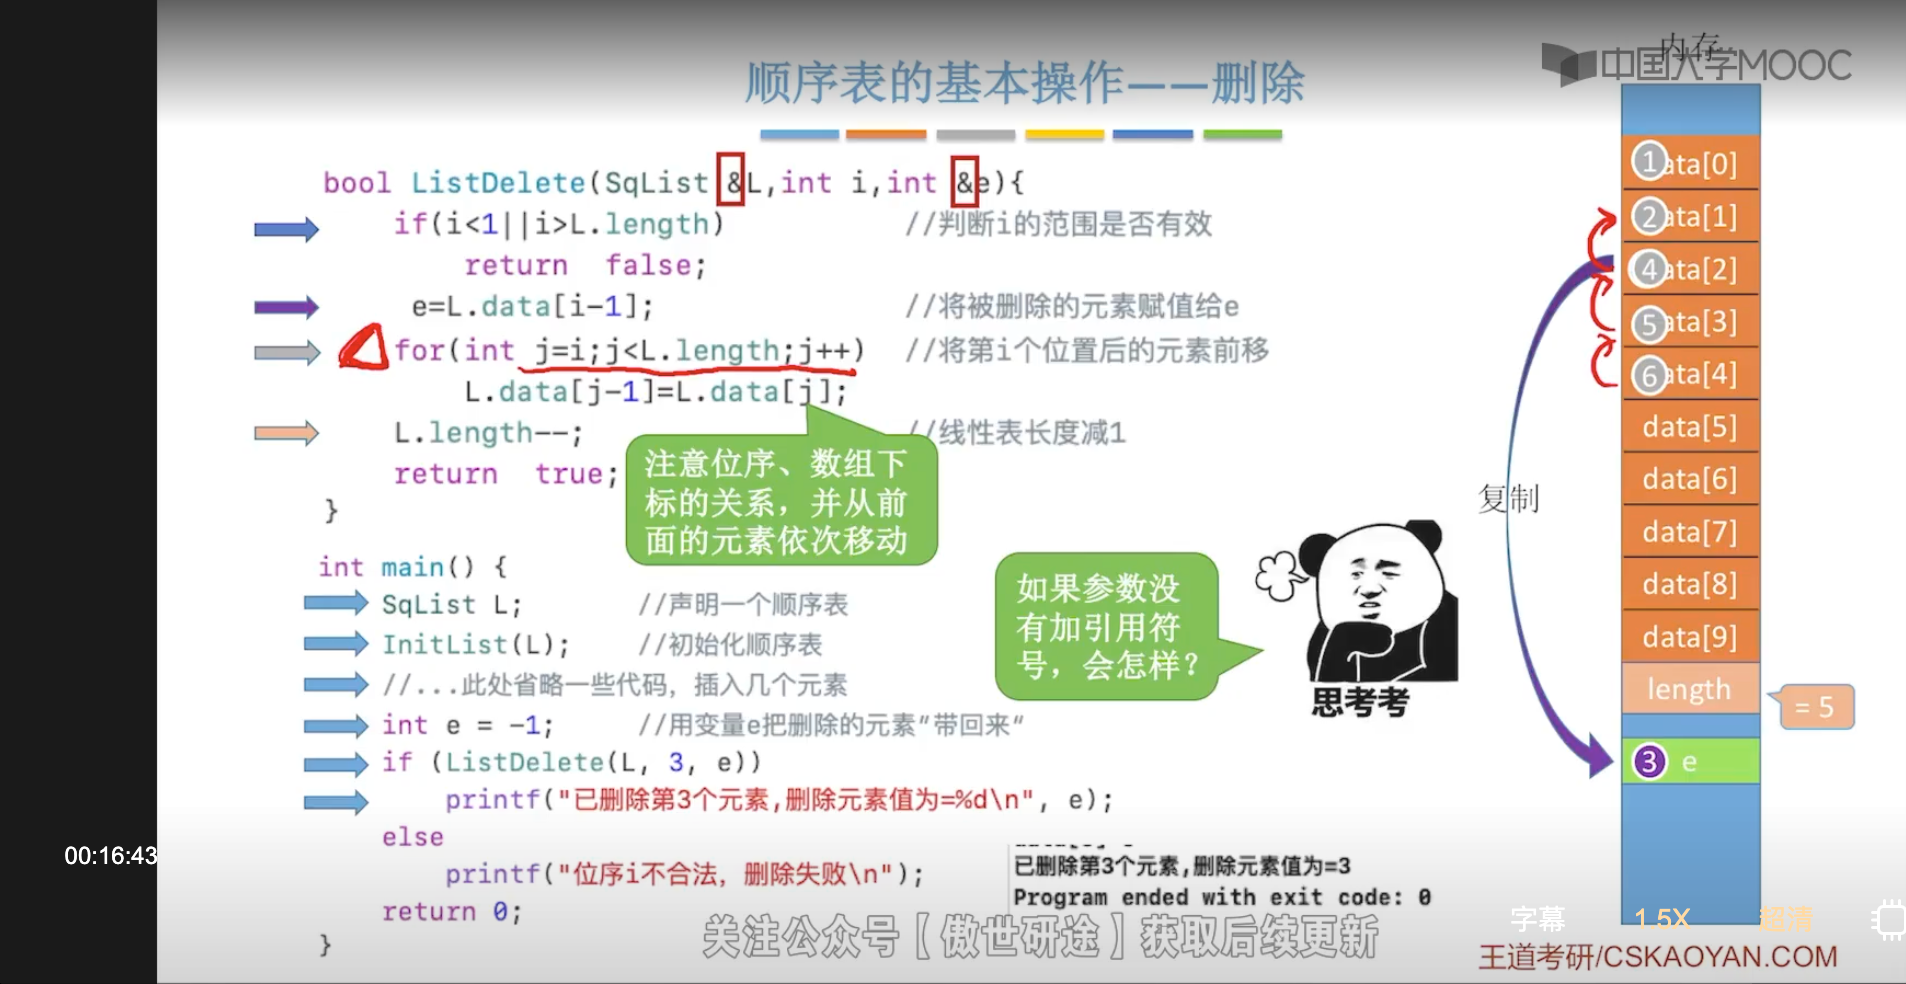 内存
中国大学MOOC
顺序表的基本操作——删除
bool ListDelete(SqList &L,int i,int &e){
if(i<1||i>L.length) //判断i的范围是否有效
return false;
e=L.data[i-1]; //将被删除的元素赋值给e
for(int j=i;j<L.length;j++) //将第i个位置后的元素前移
L.data[j-1]=L.data[j];
L.length--; //线性表长度减1
return true;
}
注意位序、数组下
标的关系，并从前
面的元素依次移动
int main() {
SqList L; //声明一个顺序表
InitList(L); //初始化顺序表
//...此处省略一些代码，插入几个元素
int e = -1; //用变量e把删除的元素“带回来“
if (ListDelete(L, 3, e))
printf("已删除第3个元素,删除元素值为=%d\n", e);
else
printf("位序i不合法，删除失败\n");
return 0;
}
如果参数没
有加引用符
号，会怎样？
思考考
已删除第3个元素,删除元素值为=3
Program ended with exit code: 0
复制
1 ata[0]
2 ata[1]
4 ata[2]
5 ata[3]
6 ata[4]
data[5]
data[6]
data[7]
data[8]
data[9]
length
= 5
3 e
00:16:43
字幕 1.5X 超清
关注公众号【傲世研途】获取后续更新
王道考研/CSKAOYAN.COM